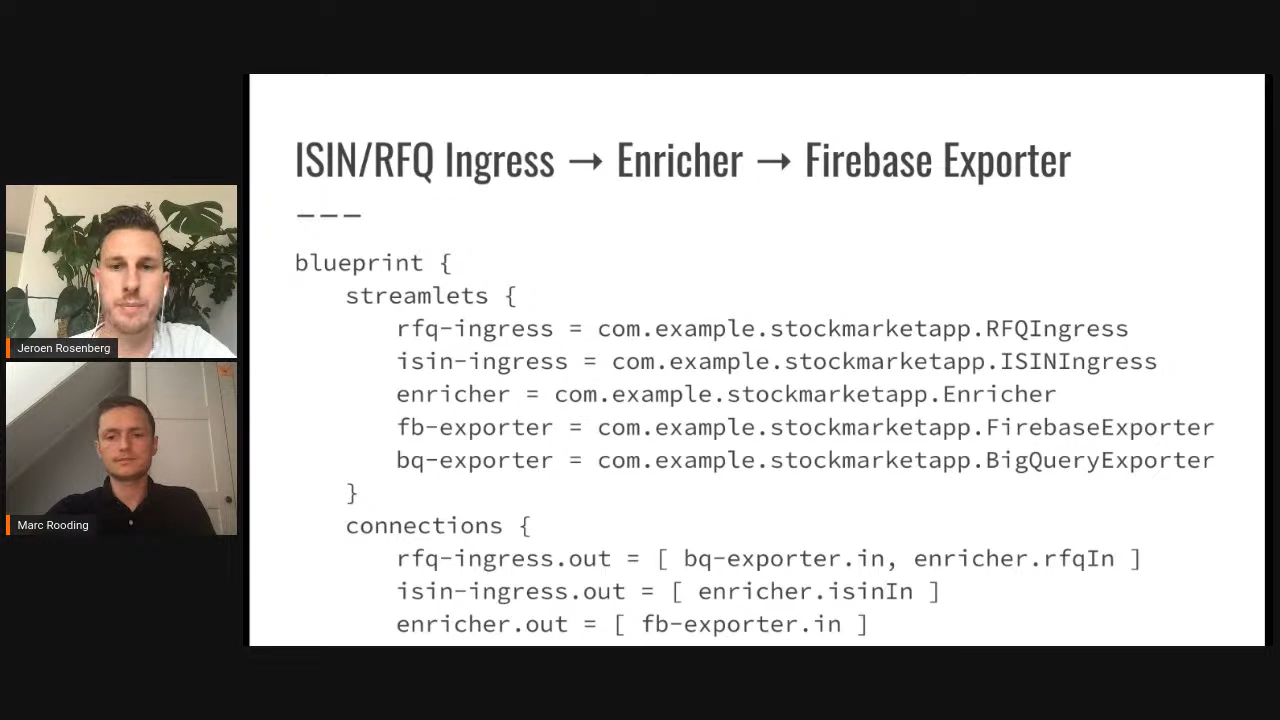 ISIN/RFQ Ingress → Enricher → Firebase Exporter
blueprint {
streamlets {
rfq-ingress = com.example.stockmarketapp.RFQIngress
isin-ingress = com.example.stockmarketapp.ISINIngress
enricher = com.example.stockmarketapp.Enricher
fb-exporter = com.example.stockmarketapp.FirebaseExporter
bq-exporter = com.example.stockmarketapp.BigQueryExporter
}
connections {
rfq-ingress.out = [ bq-exporter.in, enricher.rfqIn ]
isin-ingress.out = [ enricher.isinIn ]
enricher.out = [ fb-exporter.in ]
Jeroen Rosenberg
Marc Rooding